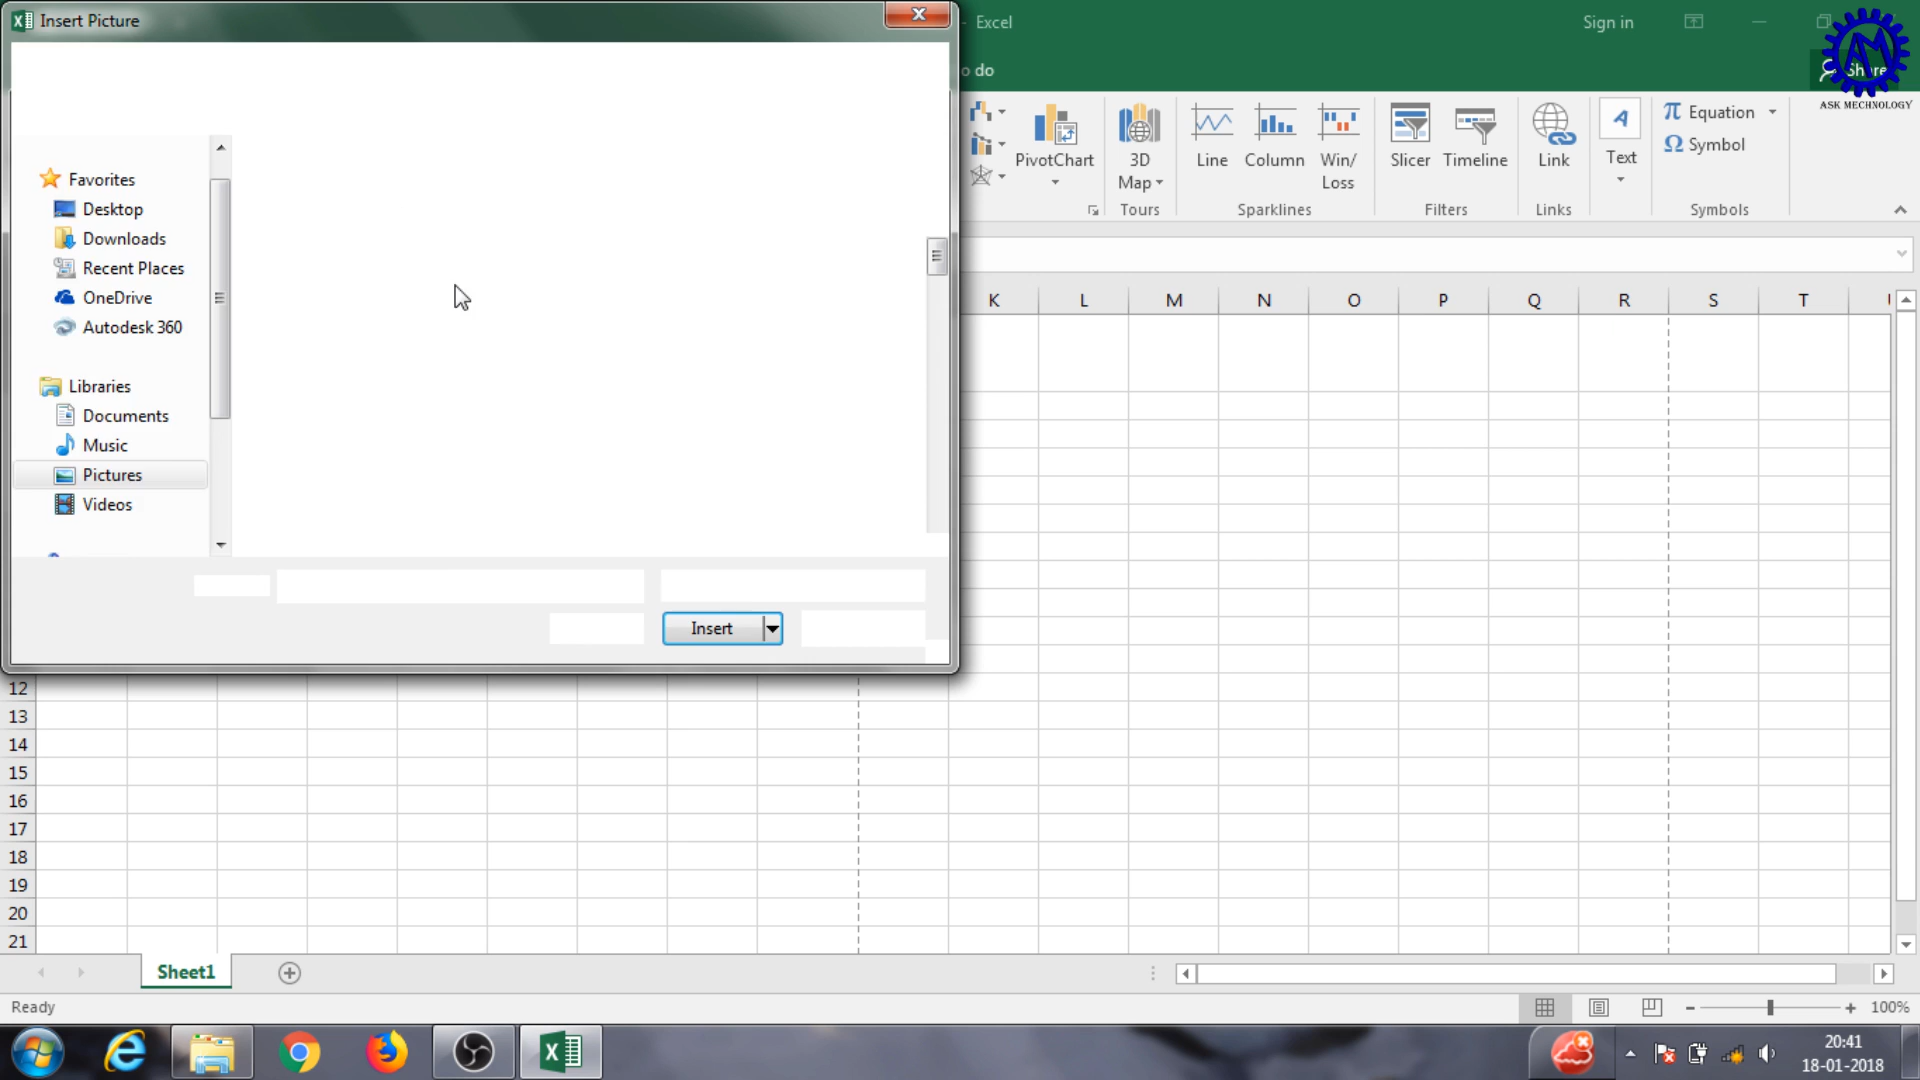 Insert Picture
- Excel
Sign in
o do
Share
ASK MECHNOLOGY
PivotChart
3D
Map
Tours
Line
Column
Win/
Loss
Sparklines
Slicer
Timeline
Filters
Link
Links
Text
π Equation
Ω Symbol
Symbols
Favorites
Desktop
Downloads
Recent Places
OneDrive
Autodesk 360
Libraries
Documents
Music
Pictures
Videos
Insert
K L M N O P Q R S T
12
13
14
15
16
17
18
19
20
21
Sheet1
Ready
100%
20:41
18-01-2018